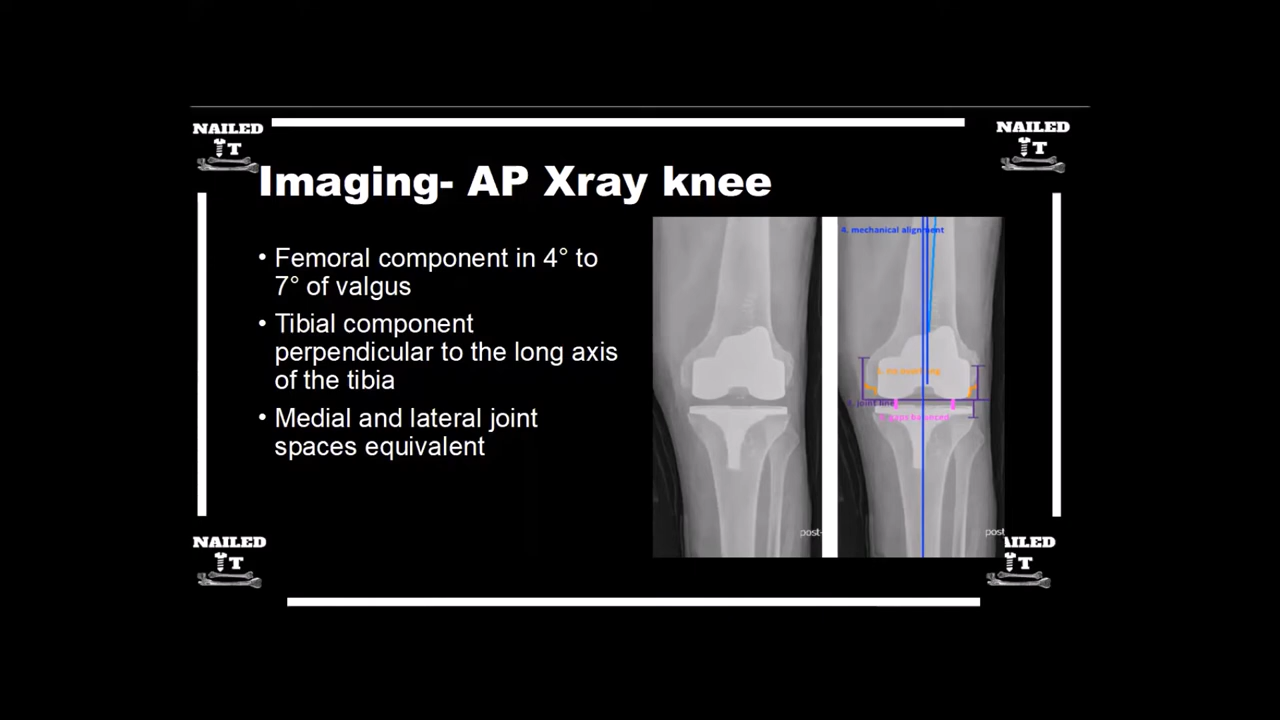 NAILED
IT
NAILED
IT
Imaging- AP Xray knee
• Femoral component in 4° to
7° of valgus
• Tibial component
perpendicular to the long axis
of the tibia
• Medial and lateral joint
spaces equivalent
4. mechanical alignment
joint line
gaps balanced
post-
post
NAILED
IT
AILED
IT